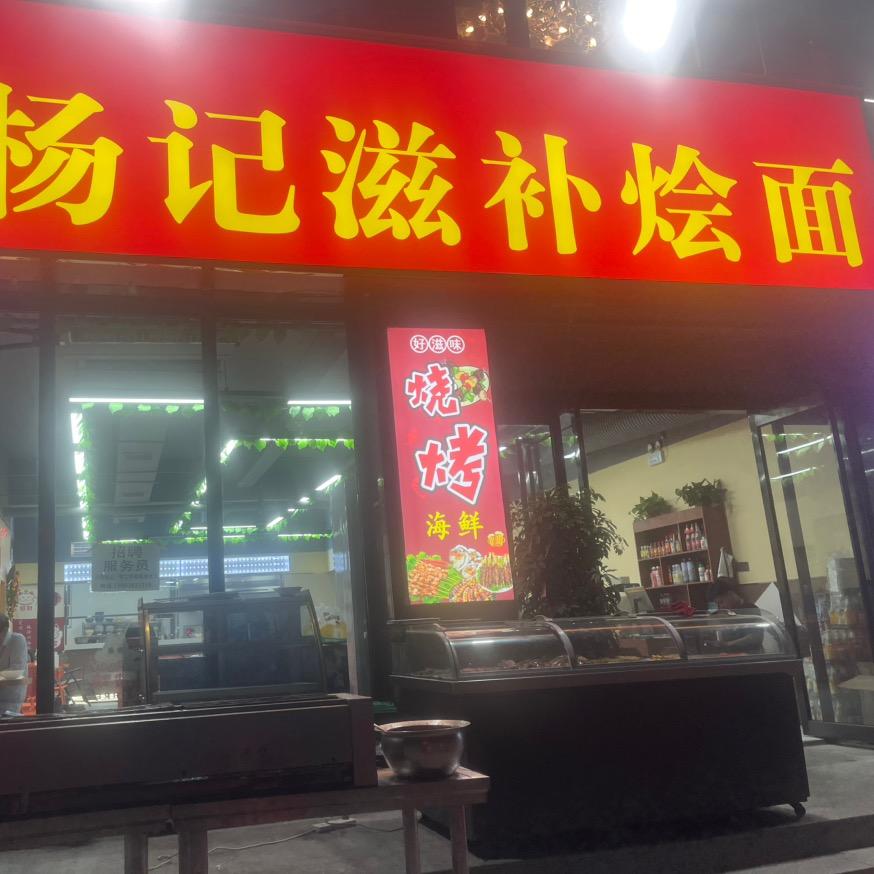 杨记滋补烩面
好滋味
烧烤
海鲜
招聘
服务员